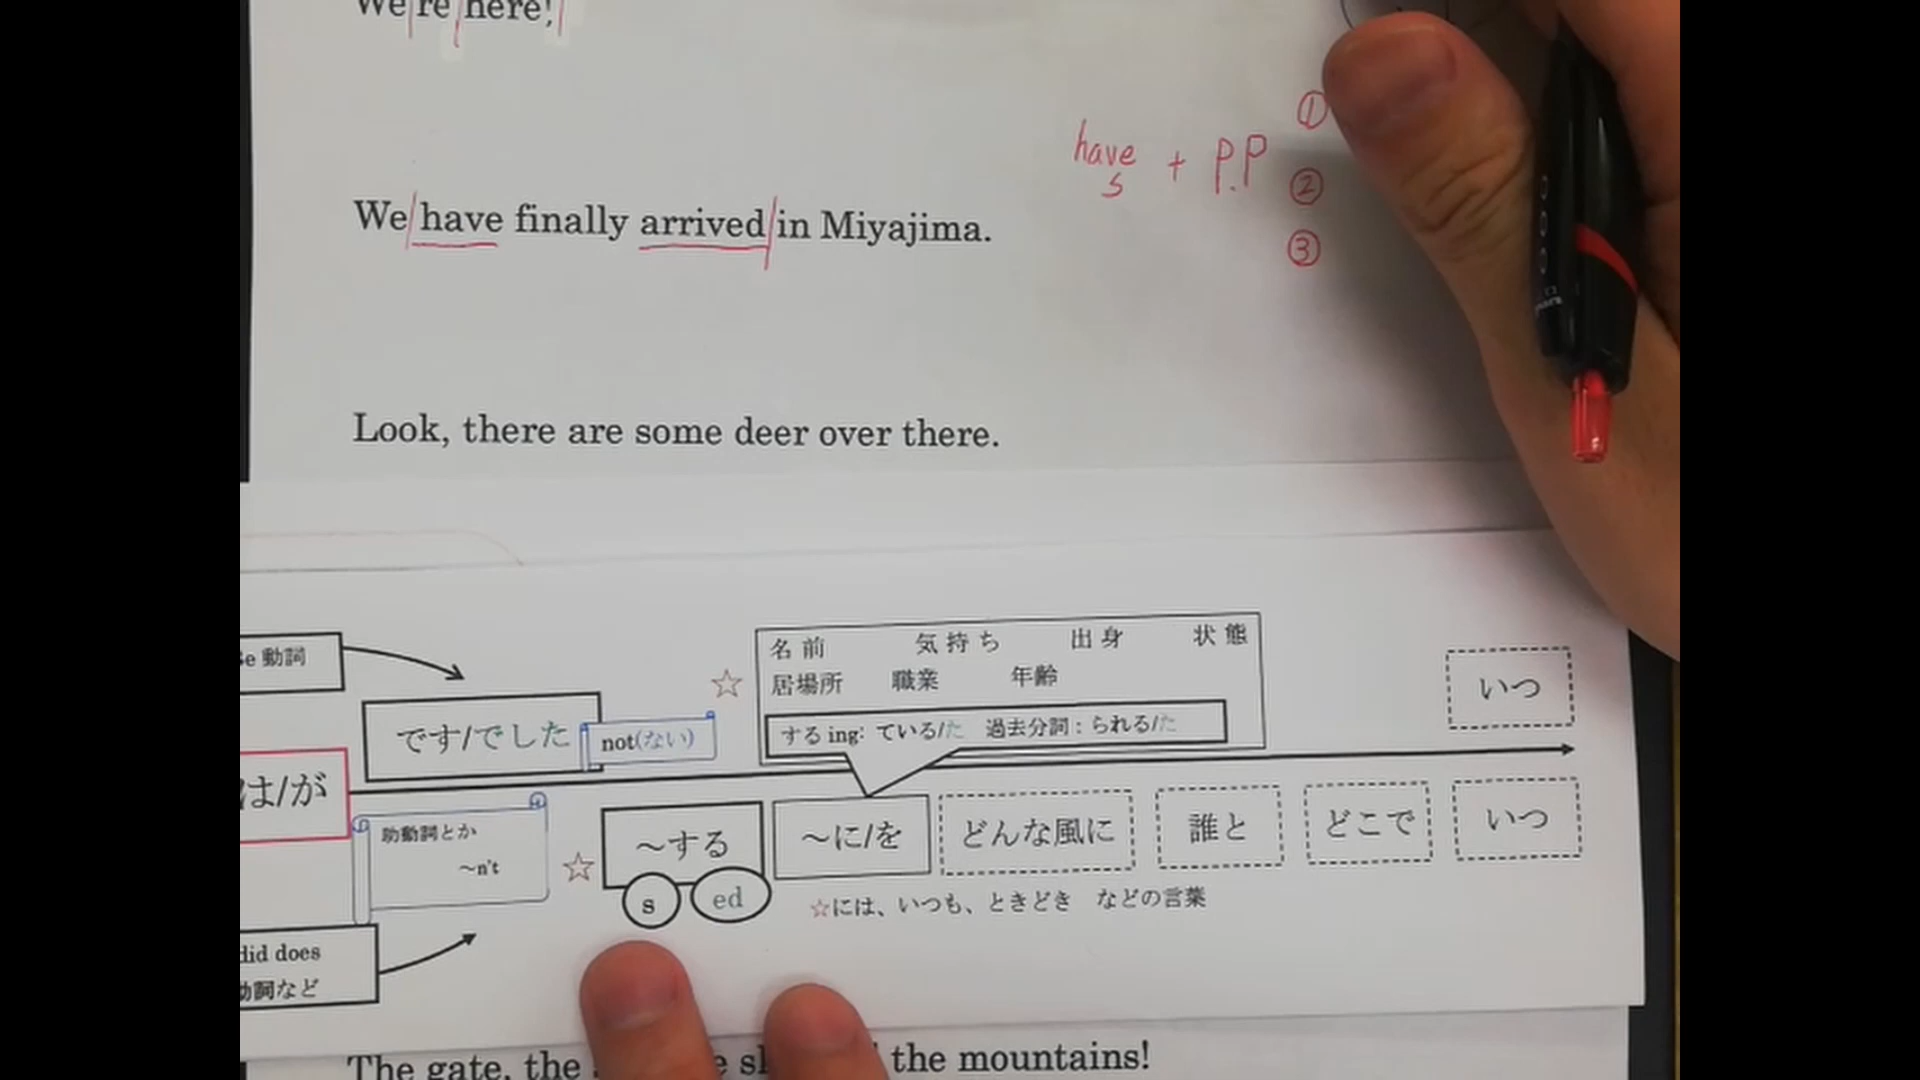 We're here!
have + P.P ①
s ②
③
We have finally arrived in Miyajima.
Look, there are some deer over there.
動詞
名前 気持ち 出身 状態
居場所 職業 年齢
する ing: ている/た 過去分詞:られる/た
いつ
です/でした
not(ない)
は/が
助動詞とか
~n't
~する
s ed
~に/を
どんな風に
誰と
どこで
いつ
☆には、いつも、ときどき などの言葉
did does
動詞など
The gate, the
the mountains!